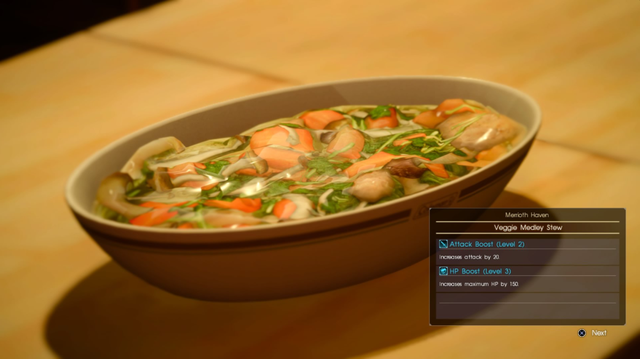 Merrioth Haven
Veggie Medley Stew
Attack Boost (Level 2)
Increases attack by 20.
HP Boost (Level 3)
Increases maximum HP by 150.
Next